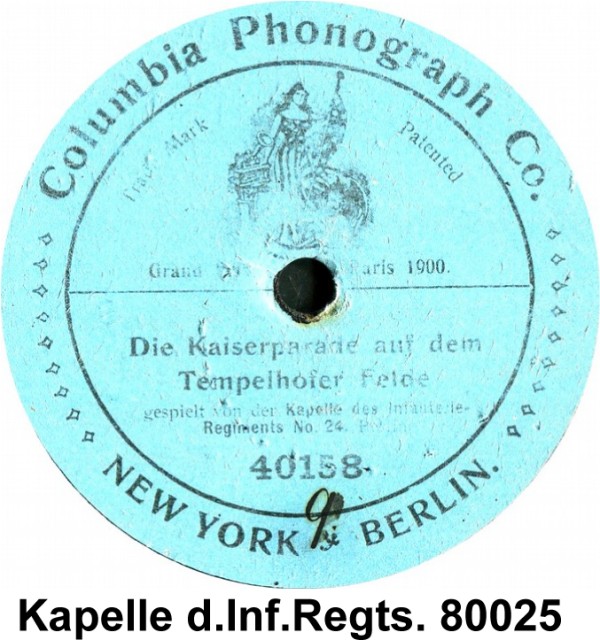 Columbia Phonograph Co.
Trade Mark
Patented
Grand Paris 1900.
Die Kaiserparade auf dem
Tempelhofer Felde
gespielt von der Kapelle des Infanterie-
Regiments No. 24.
40158.
NEW YORK & BERLIN.
Kapelle d.Inf.Regts. 80025